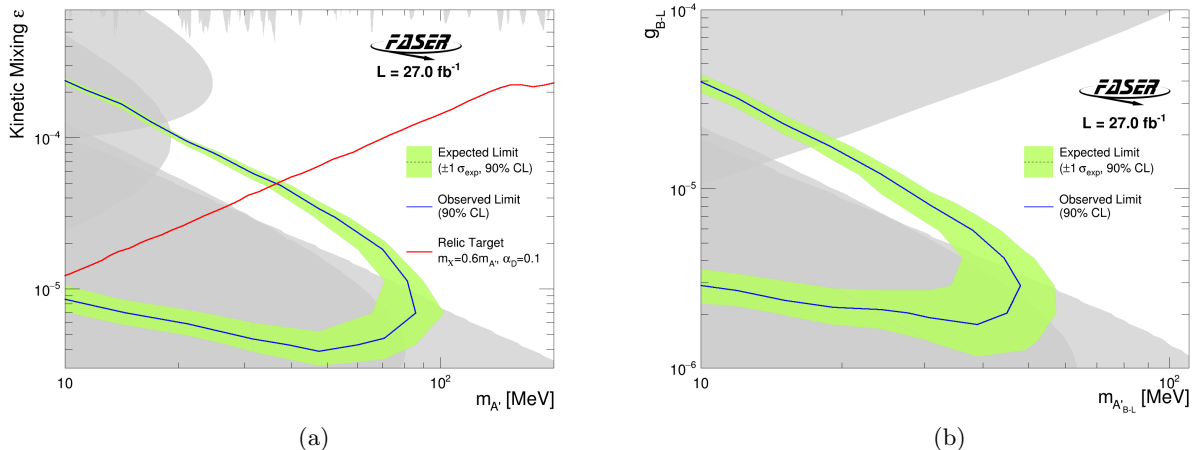 Kinetic Mixing ε
10⁻⁴
10⁻⁵
FASER
L = 27.0 fb⁻¹
Expected Limit
(±1 σexp, 90% CL)
Observed Limit
(90% CL)
Relic Target
mχ=0.6mA', αD=0.1
10
10²
mA' [MeV]
(a)
gB-L
10⁻⁴
10⁻⁵
10⁻⁶
FASER
L = 27.0 fb⁻¹
Expected Limit
(±1 σexp, 90% CL)
Observed Limit
(90% CL)
10
10²
mA'B-L [MeV]
(b)